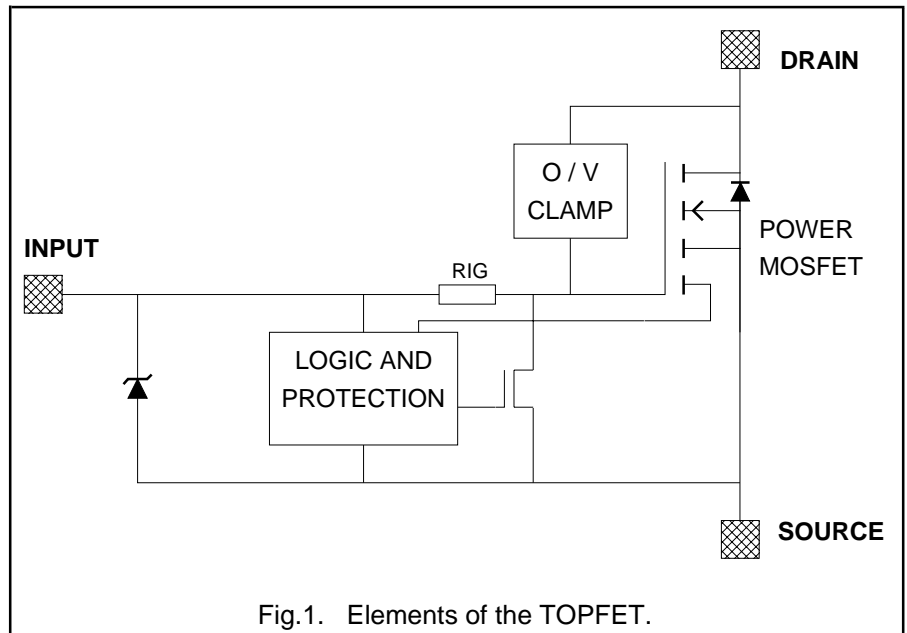 DRAIN
O / V
CLAMP
POWER
MOSFET
INPUT
RIG
LOGIC AND
PROTECTION
SOURCE
Fig.1. Elements of the TOPFET.